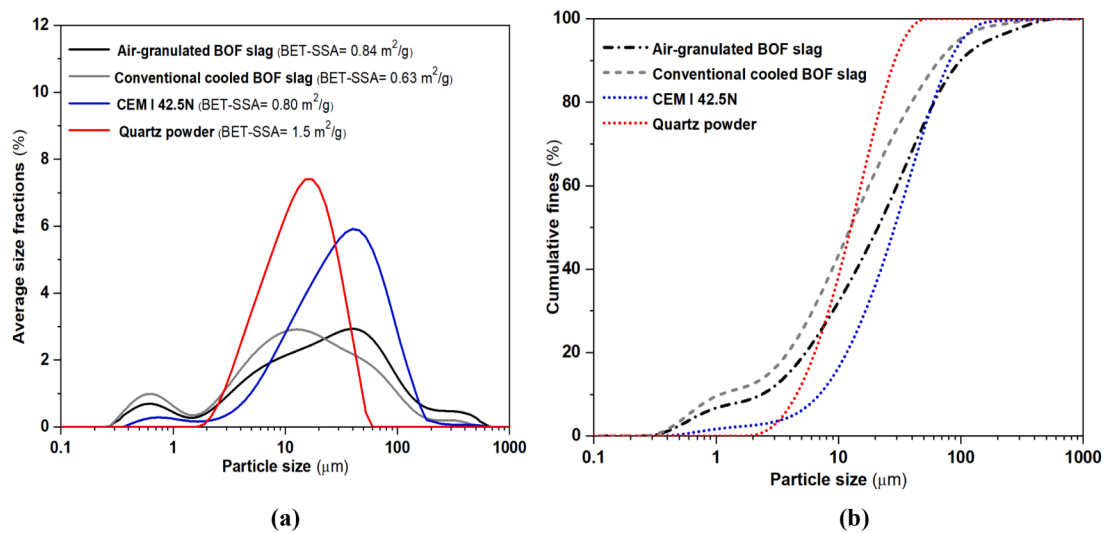 12
10
8
6
4
2
0
Average size fractions (%)
Air-granulated BOF slag (BET-SSA= 0.84 m²/g)
Conventional cooled BOF slag (BET-SSA= 0.63 m²/g)
CEM I 42.5N (BET-SSA= 0.80 m²/g)
Quartz powder (BET-SSA= 1.5 m²/g)
0.1 1 10 100 1000
Particle size (μm)
(a)
100
80
60
40
20
0
Cumulative fines (%)
Air-granulated BOF slag
Conventional cooked BOF slag
CEM I 42.5N
Quartz powder
0.1 1 10 100 1000
Particle size (μm)
(b)